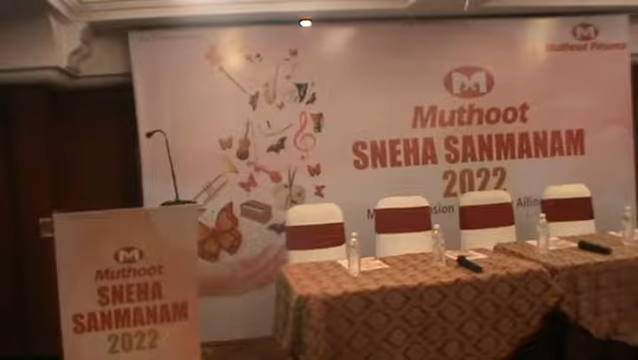 Muthoot Finance
Muthoot
SNEHA SANMANAM
2022
Muthoot
SNEHA
SANMANAM
2022